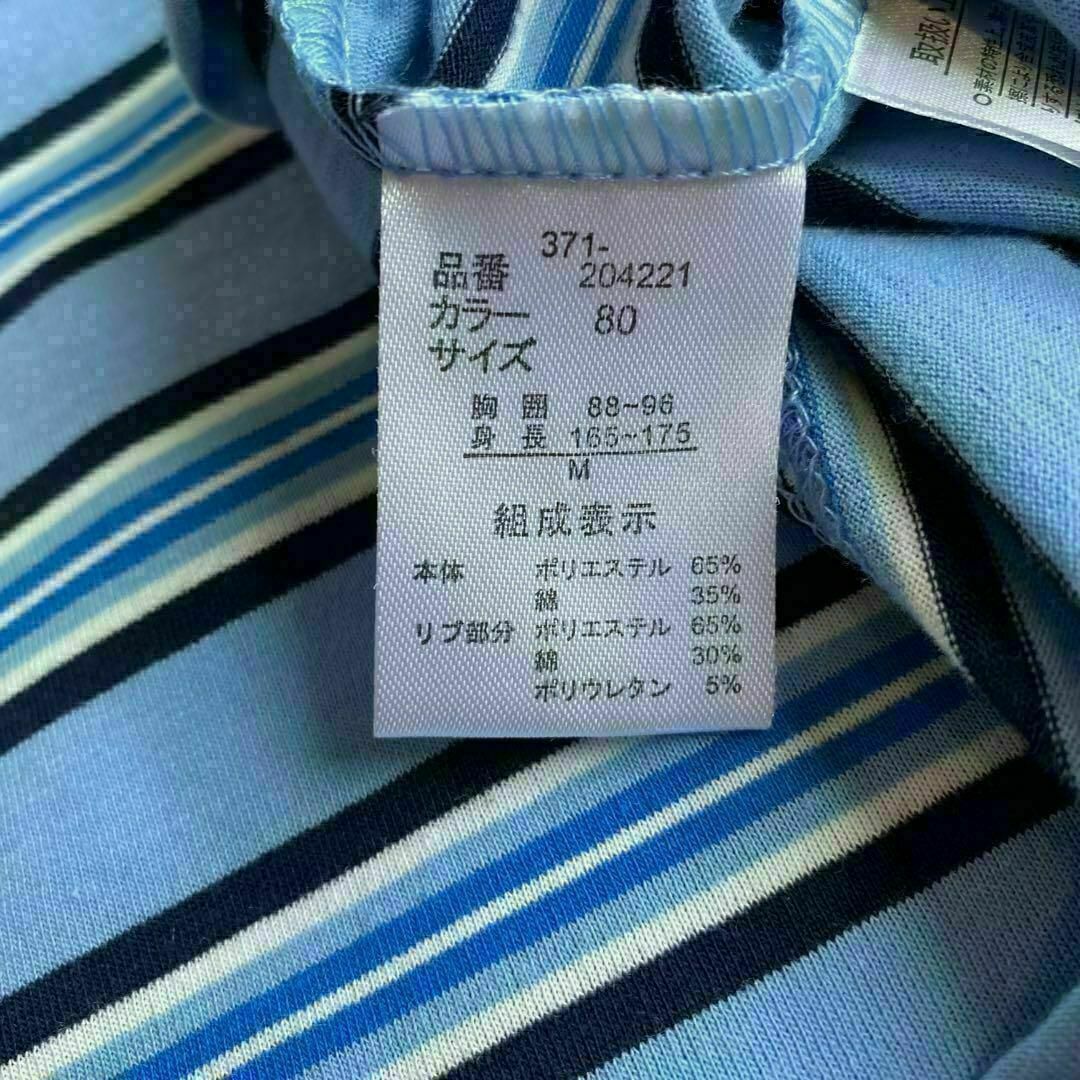 371-
品番 204221
カラー 80
サイズ
胸囲 88~96
身長 165~175
M
組成表示
本体 ポリエステル 65%
綿 35%
リブ部分 ポリエステル 65%
綿 30%
ポリウレタン 5%
取扱い